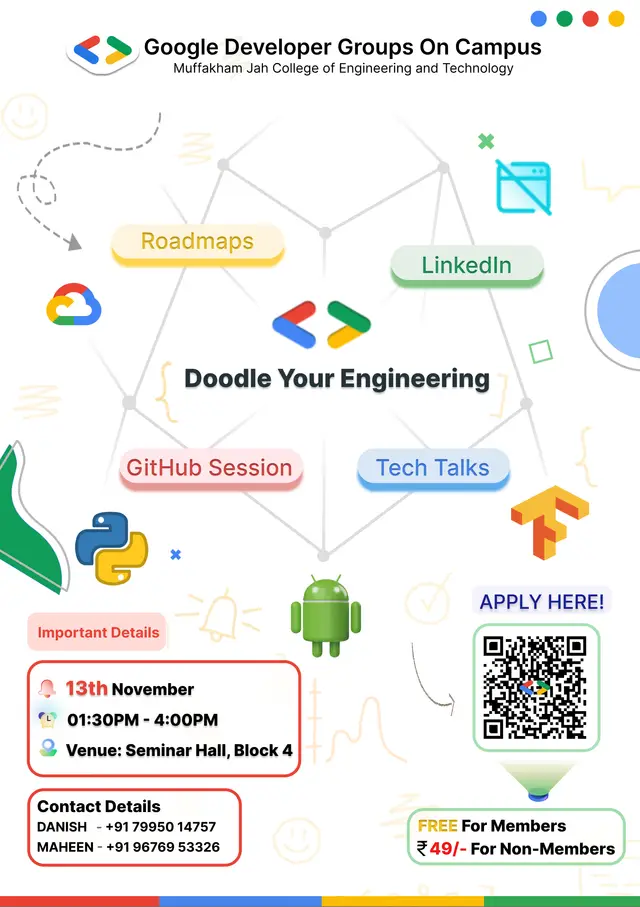 Google Developer Groups On Campus
Muffakham Jah College of Engineering and Technology
Roadmaps
LinkedIn
Doodle Your Engineering
GitHub Session
Tech Talks
APPLY HERE!
Important Details
13th November
01:30PM - 4:00PM
Venue: Seminar Hall, Block 4
Contact Details
DANISH - +91 79950 14757
MAHEEN - +91 96769 53326
FREE For Members
₹ 49/- For Non-Members